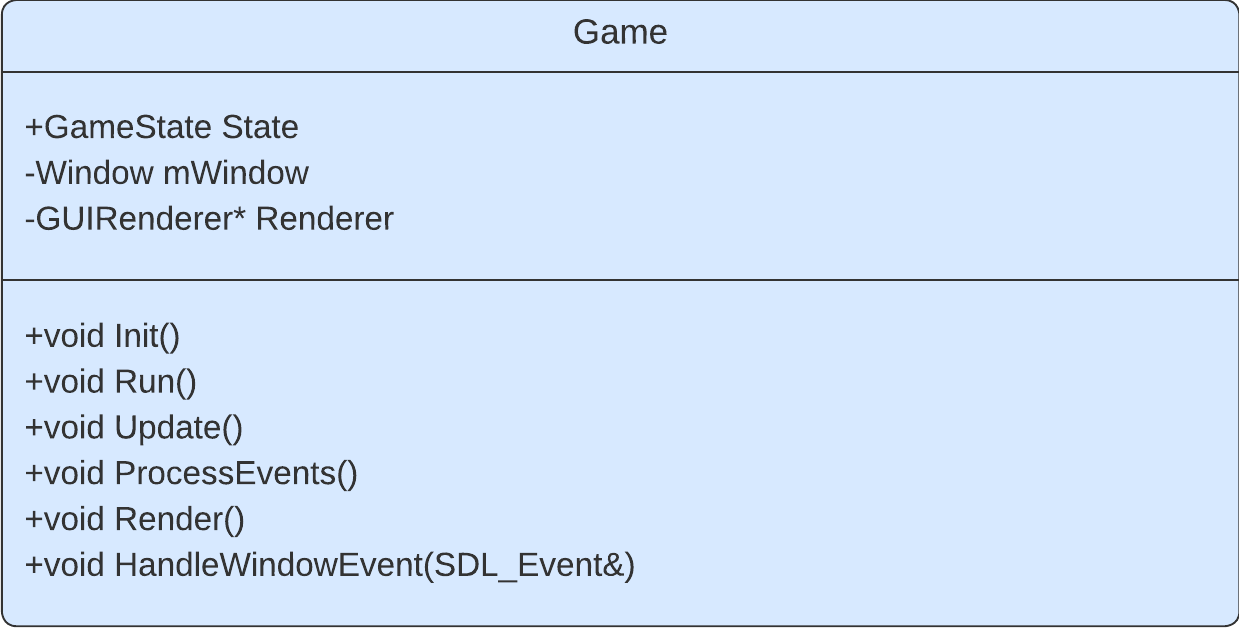 Game
+GameState State
-Window mWindow
-GUIRenderer* Renderer
+void Init()
+void Run()
+void Update()
+void ProcessEvents()
+void Render()
+void HandleWindowEvent(SDL_Event&)